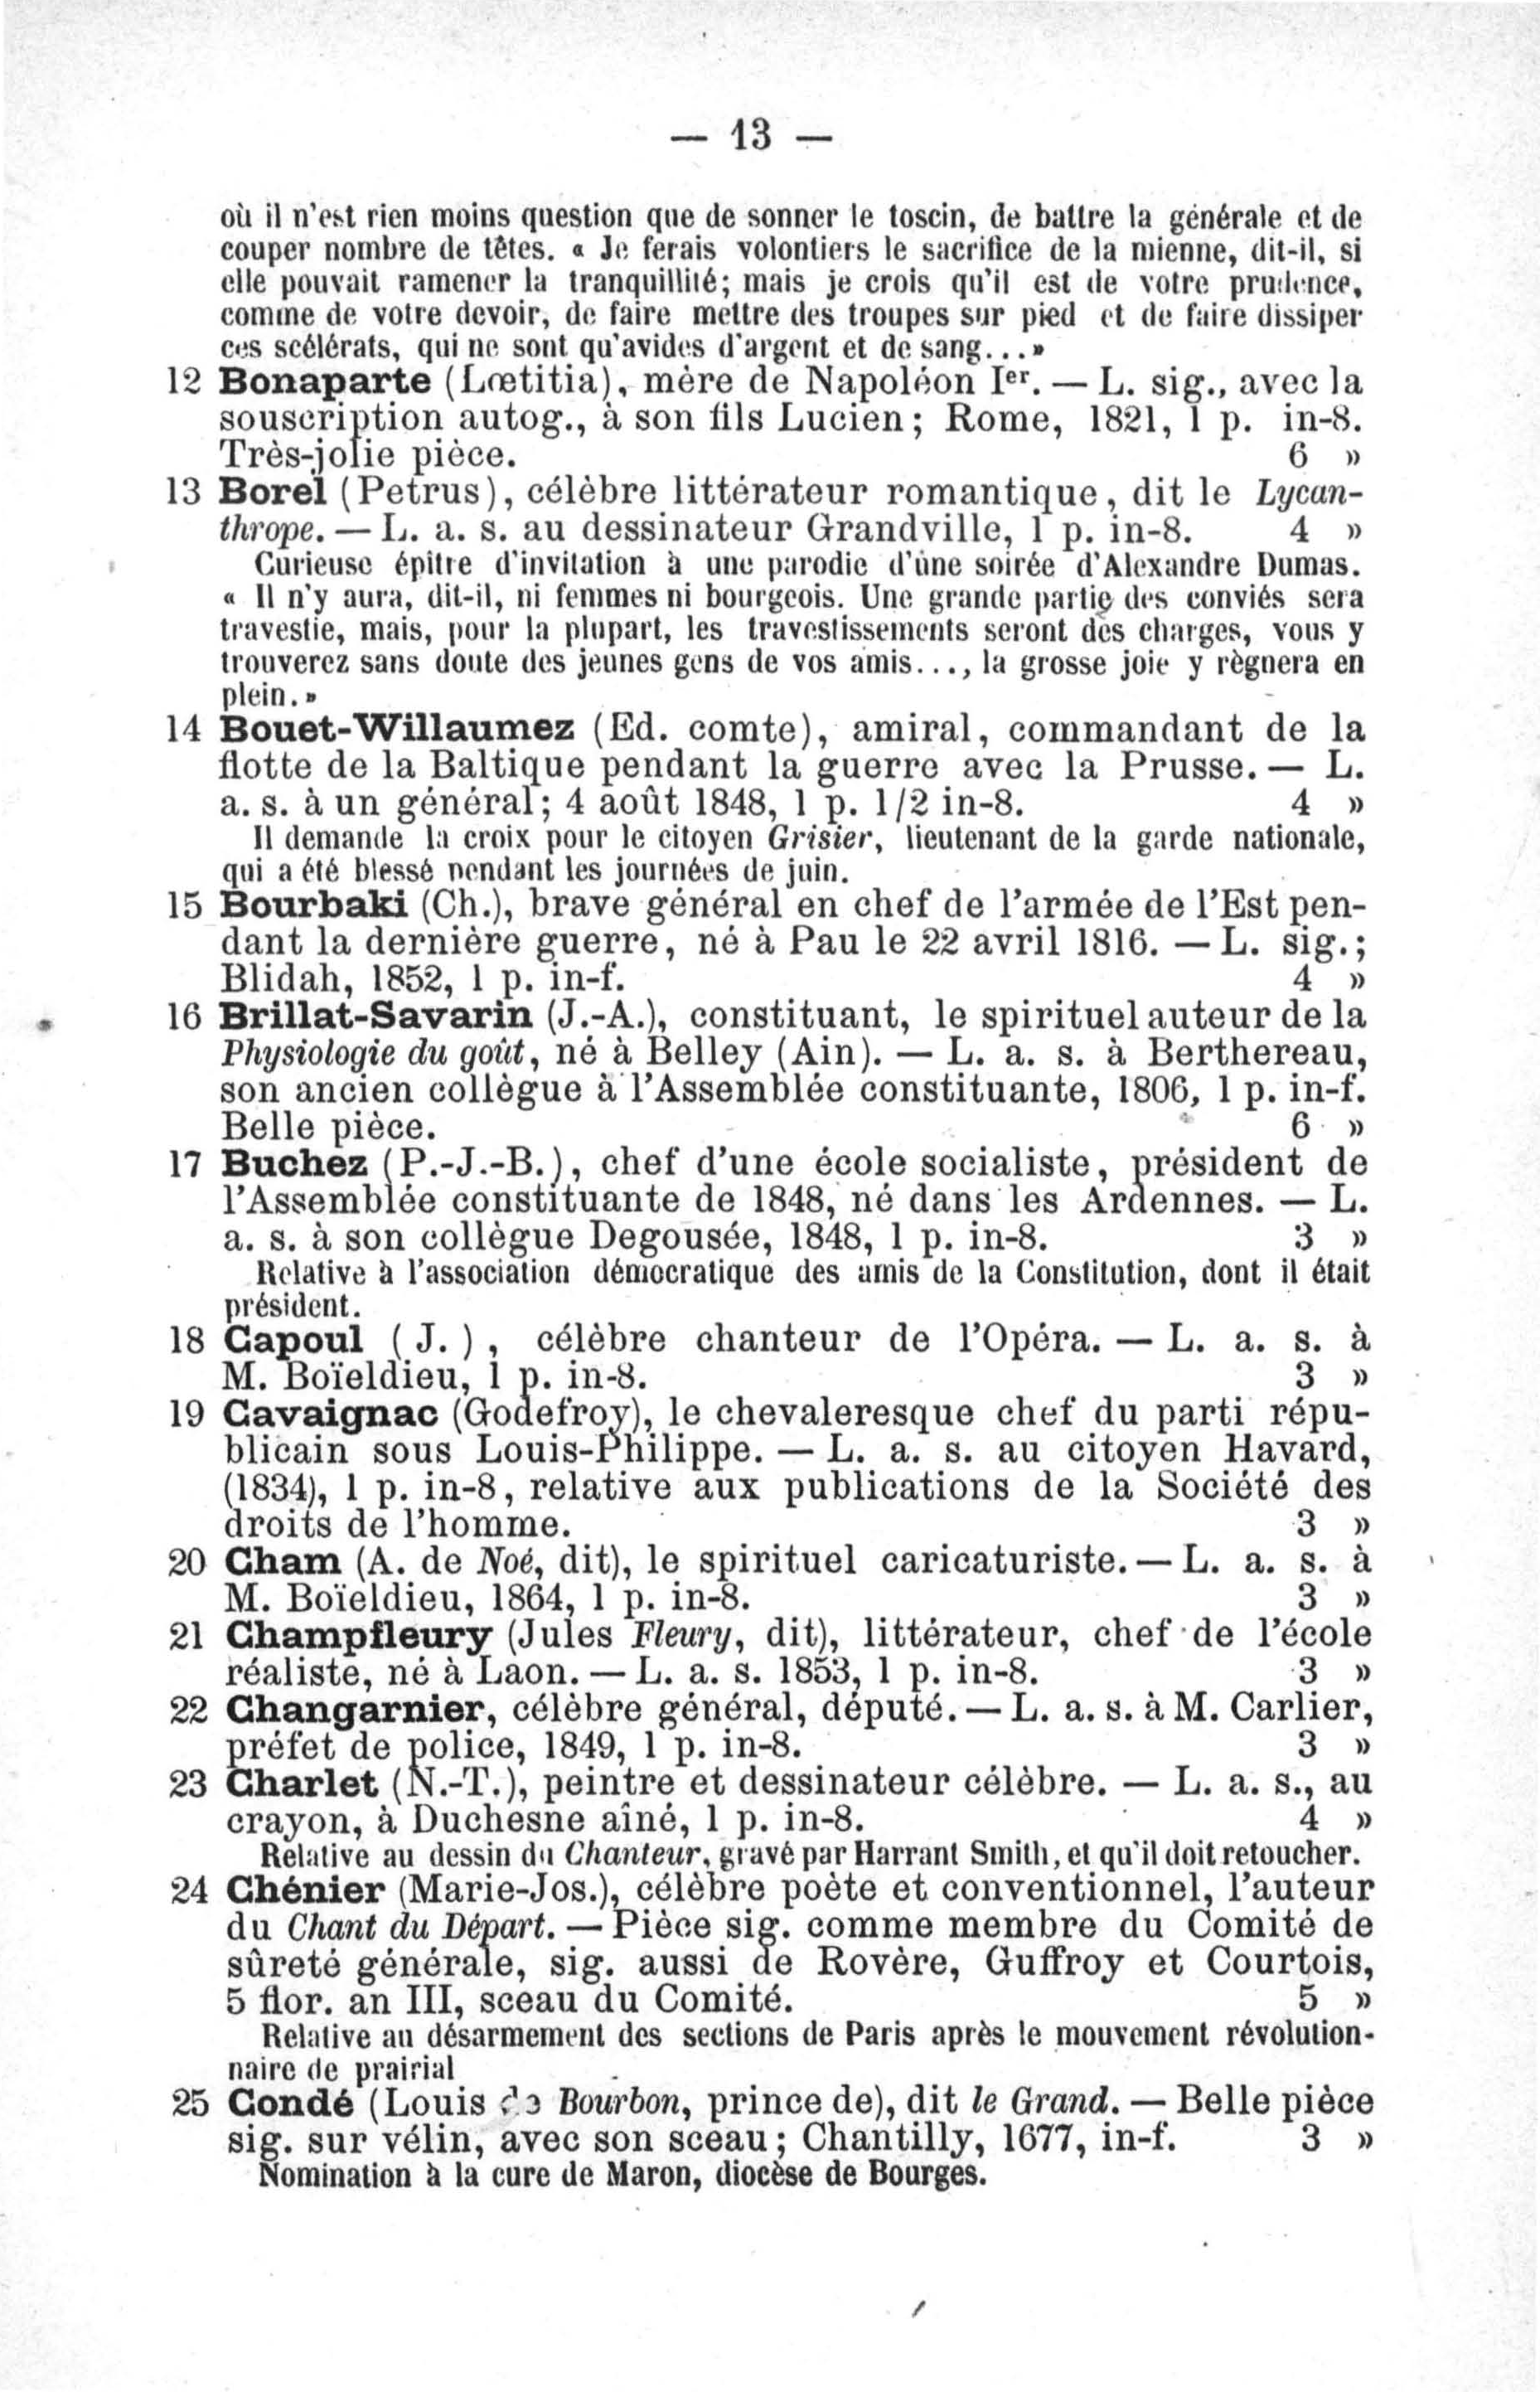 — 13 —
où il n'est rien moins question que de sonner le toscin, de battre la générale et de
couper nombre de têtes. « Je ferais volontiers le sacrifice de la mienne, dit-il, si
elle pouvait ramener la tranquillité; mais je crois qu'il est de votre prudence,
comme de votre devoir, de faire mettre des troupes sur pied et de faire dissiper
ces scélérats, qui ne sont qu'avides d'argent et de sang... »
12 Bonaparte (Lœtitia), mère de Napoléon Ier. — L. sig., avec la
souscription autog., à son fils Lucien; Rome, 1821, 1 p. in-8.
Très-jolie pièce. 6 »
13 Borel (Petrus), célèbre littérateur romantique, dit le Lycan-
thrope. — L. a. s. au dessinateur Grandville, 1 p. in-8. 4 »
Curieuse épitre d'invitation à une parodie d'une soirée d'Alexandre Dumas.
« Il n'y aura, dit-il, ni femmes ni bourgeois. Une grande partie des conviés sera
travestie, mais, pour la plupart, les travestissements seront des charges, vous y
trouverez sans doute des jeunes gens de vos amis..., la grosse joie y règnera en
plein. »
14 Bouet-Willaumez (Ed. comte), amiral, commandant de la
flotte de la Baltique pendant la guerre avec la Prusse. — L.
a. s. à un général; 4 août 1848, 1 p. 1/2 in-8. 4 »
Il demande la croix pour le citoyen Grisier, lieutenant de la garde nationale,
qui a été blessé pendant les journées de juin.
15 Bourbaki (Ch.), brave général en chef de l'armée de l'Est pen-
dant la dernière guerre, né à Pau le 22 avril 1816. — L. sig.;
Blidah, 1852, 1 p. in-f. 4 »
16 Brillat-Savarin (J.-A.), constituant, le spirituel auteur de la
Physiologie du goût, né à Belley (Ain). — L. a. s. à Berthereau,
son ancien collègue à l'Assemblée constituante, 1806, 1 p. in-f.
Belle pièce. 6 »
17 Buchez (P.-J.-B.), chef d'une école socialiste, président de
l'Assemblée constituante de 1848, né dans les Ardennes. — L.
a. s. à son collègue Degousée, 1848, 1 p. in-8. 3 »
Relative à l'association démocratique des amis de la Constitution, dont il était
président.
18 Capoul (J.), célèbre chanteur de l'Opéra. — L. a. s. à
M. Boïeldieu, 1 p. in-8. 3 »
19 Cavaignac (Godefroy), le chevaleresque chef du parti répu-
blicain sous Louis-Philippe. — L. a. s. au citoyen Havard,
(1834), 1 p. in-8, relative aux publications de la Société des
droits de l'homme. 3 »
20 Cham (A. de Noé, dit), le spirituel caricaturiste. — L. a. s. à
M. Boïeldieu, 1864, 1 p. in-8. 3 »
21 Champfleury (Jules Fleury, dit), littérateur, chef de l'école
réaliste, né à Laon. — L. a. s. 1853, 1 p. in-8. 3 »
22 Changarnier, célèbre général, député. — L. a. s. à M. Carlier,
préfet de police, 1849, 1 p. in-8. 3 »
23 Charlet (N.-T.), peintre et dessinateur célèbre. — L. a. s., au
crayon, à Duchesne aîné, 1 p. in-8. 4 »
Relative au dessin du Chanteur, gravé par Harrant Smith, et qu'il doit retoucher.
24 Chénier (Marie-Jos.), célèbre poète et conventionnel, l'auteur
du Chant du Départ. — Pièce sig. comme membre du Comité de
sûreté générale, sig. aussi de Rovère, Guffroy et Courtois,
5 flor. an III, sceau du Comité. 5 »
Relative au désarmement des sections de Paris après le mouvement révolution-
naire de prairial
25 Condé (Louis de Bourbon, prince de), dit le Grand. — Belle pièce
sig. sur vélin, avec son sceau; Chantilly, 1677, in-f. 3 »
Nomination à la cure de Maron, diocèse de Bourges.